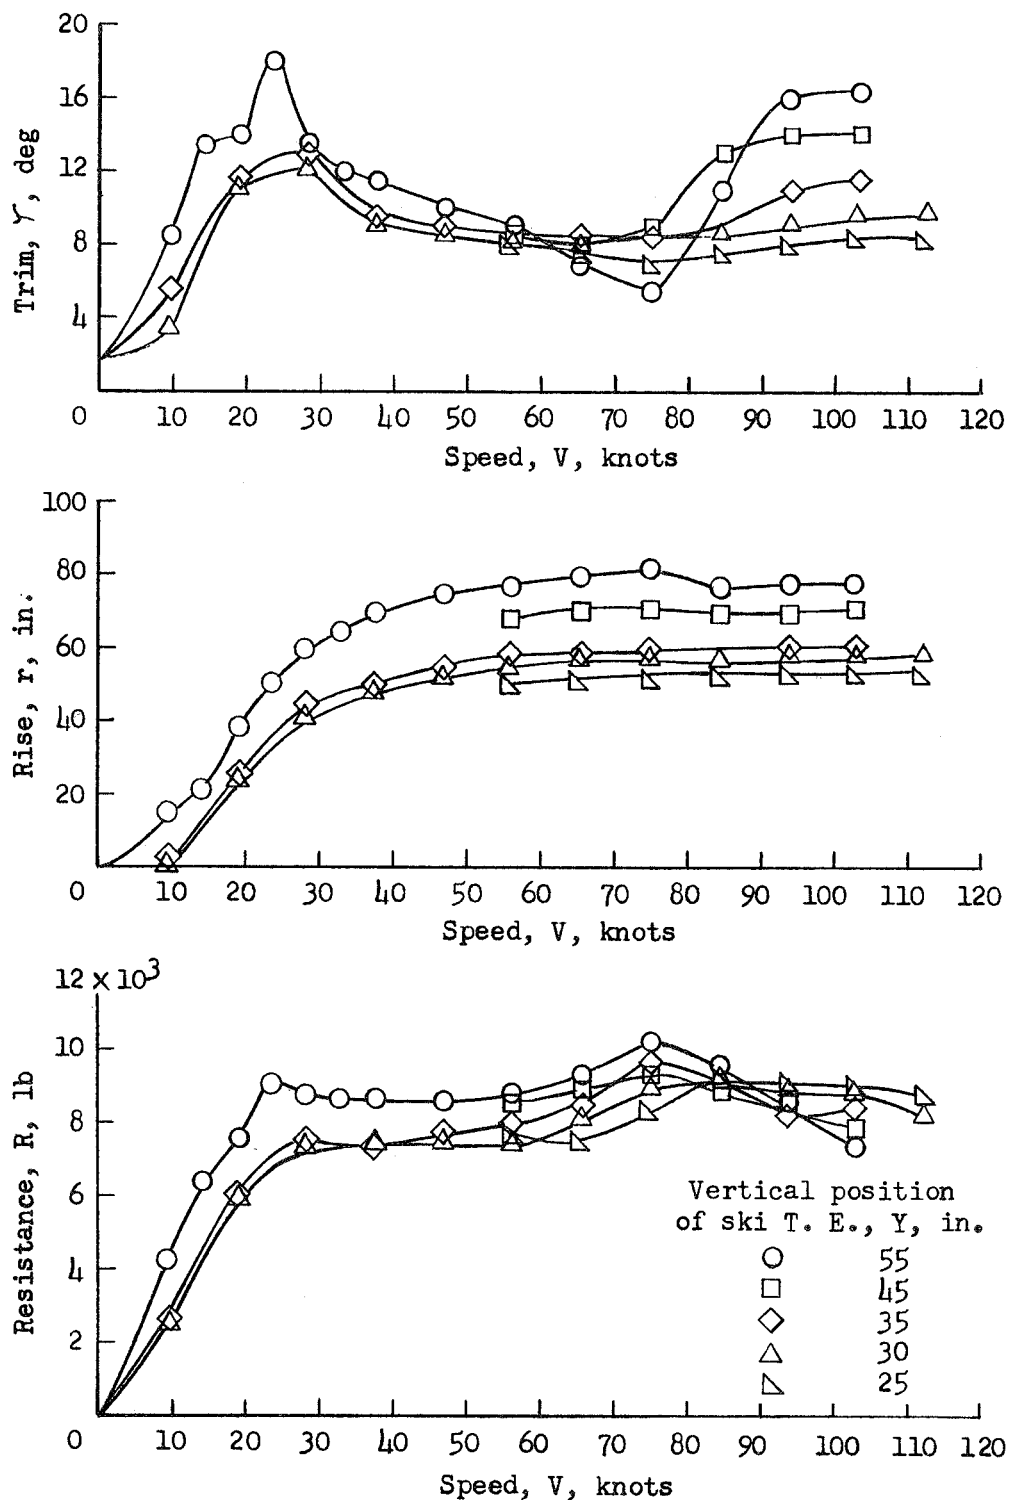 20
16
12
8
4
Trim, ϒ, deg
0 10 20 30 40 50 60 70 80 90 100 110 120
Speed, V, knots
100
80
60
40
20
Rise, r, in.
0 10 20 30 40 50 60 70 80 90 100 110 120
Speed, V, knots
12 × 10³
10
8
6
4
2
Resistance, R, lb
Vertical position
of ski T. E., Y, in.
55
45
35
30
25
0 10 20 30 40 50 60 70 80 90 100 110 120
Speed, V, knots